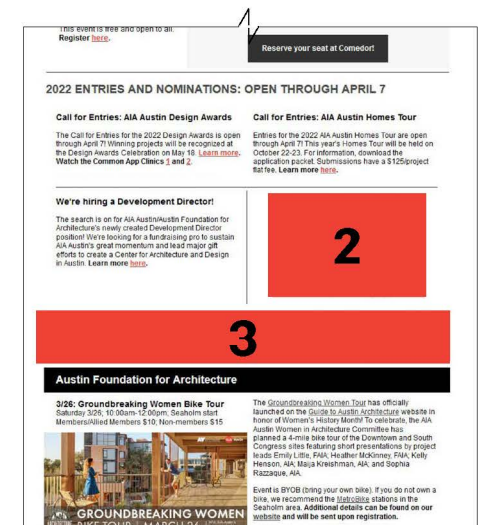 This event is free and open to all.
Register here.
Reserve your seat at Comedor!
2022 ENTRIES AND NOMINATIONS: OPEN THROUGH APRIL 7
Call for Entries: AIA Austin Design Awards
The Call for Entries for the 2022 Design Awards is open
through April 7! Winning projects will be recognized at
the Design Awards Celebration on May 18. Learn more.
Watch the Common App Clinics 1 and 2.
Call for Entries: AIA Austin Homes Tour
Entries for the 2022 AIA Austin Homes Tour are open
through April 7! This year's Homes Tour will be held on
October 22-23. For information, download the
application packet. Submissions have a $125/project
flat fee. Learn more here.
We're hiring a Development Director!
The search is on for AIA Austin/Austin Foundation for
Architecture's newly created Development Director
position! We're looking for a fundraising pro to sustain
AIA Austin's great momentum and lead major gift
efforts to create a Center for Architecture and Design
in Austin. Learn more here.
2
3
Austin Foundation for Architecture
3/26: Groundbreaking Women Bike Tour
Saturday 3/26; 10:00am-12:00pm, Seaholm start
Members/Allied Members $10; Non-members $15
GROUNDBREAKING WOMEN
BIKE TOUR | MARCH 26
The Groundbreaking Women Tour has officially
launched on the Guide to Austin Architecture website in
honor of Women's History Month! To celebrate, the AIA
Austin Women in Architecture Committee has
planned a 4-mile bike tour of the Downtown and South
Congress sites featuring short presentations by project
leads Emily Little, FAIA; Heather McKinney, FAIA; Kelly
Henson, AIA; Maija Kreishman, AIA; and Sophia
Razzaque, AIA.
Event is BYOB (bring your own bike). If you do not own a
bike, we recommend the MetroBike stations in the
Seaholm area. Additional details can be found on our
website and will be sent upon registration.